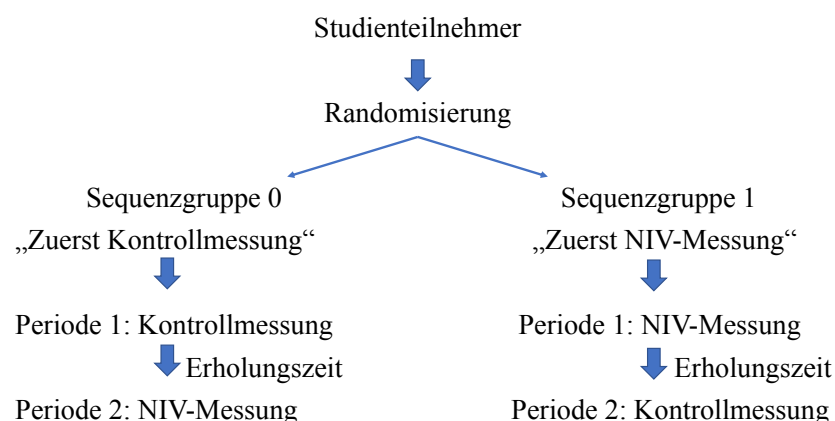 Studienteilnehmer
Randomisierung
Sequenzgruppe 0
„Zuerst Kontrollmessung“
Periode 1: Kontrollmessung
Erholungszeit
Periode 2: NIV-Messung
Sequenzgruppe 1
„Zuerst NIV-Messung“
Periode 1: NIV-Messung
Erholungszeit
Periode 2: Kontrollmessung